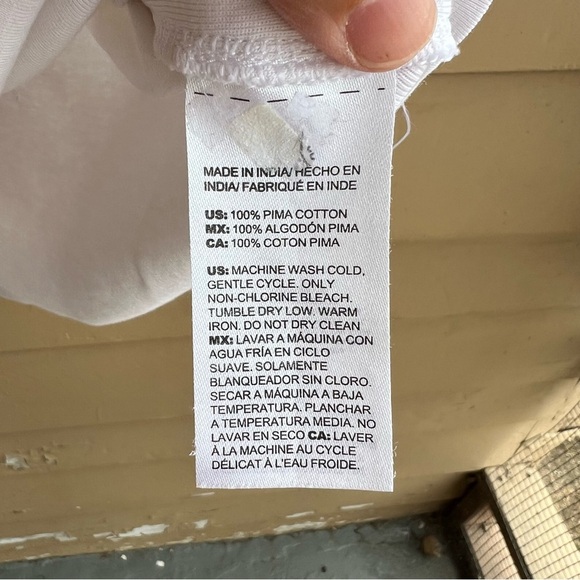 MADE IN INDIA/ HECHO EN
INDIA/ FABRIQUÉ EN INDE
US: 100% PIMA COTTON
MX: 100% ALGODÓN PIMA
CA: 100% COTON PIMA
US: MACHINE WASH COLD,
GENTLE CYCLE. ONLY
NON-CHLORINE BLEACH.
TUMBLE DRY LOW. WARM
IRON. DO NOT DRY CLEAN
MX: LAVAR A MÁQUINA CON
AGUA FRÍA EN CICLO
SUAVE. SOLAMENTE
BLANQUEADOR SIN CLORO.
SECAR A MÁQUINA A BAJA
TEMPERATURA. PLANCHAR
A TEMPERATURA MEDIA. NO
LAVAR EN SECO CA: LAVER
À LA MACHINE AU CYCLE
DÉLICAT À L'EAU FROIDE.